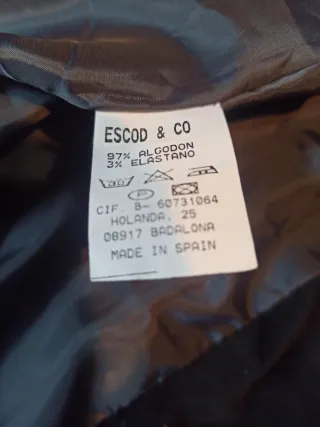 ESCOD & CO
97% ALGODON
3% ELASTANO
P
CIF. B- 60731064
HOLANDA, 25
08917 BADALONA
MADE IN SPAIN